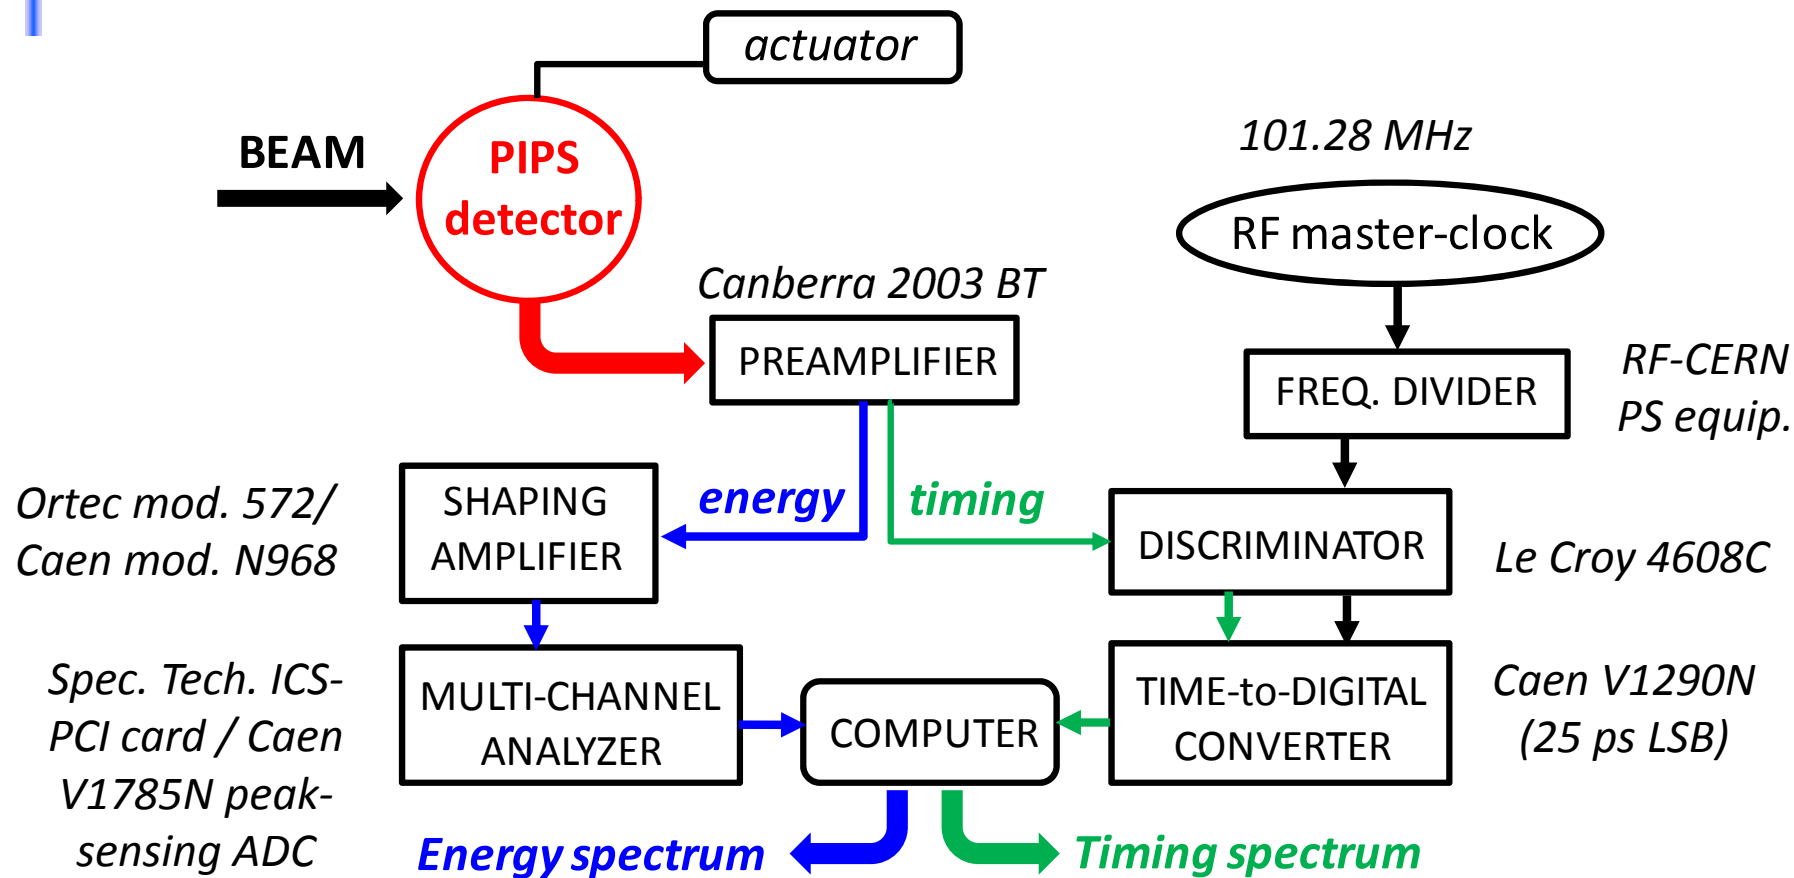 actuator
BEAM
PIPS
detector
101.28 MHz
RF master-clock
Canberra 2003 BT
PREAMPLIFIER
FREQ. DIVIDER
RF-CERN
PS equip.
Ortec mod. 572/
Caen mod. N968
SHAPING
AMPLIFIER
energy
timing
DISCRIMINATOR
Le Croy 4608C
Spec. Tech. ICS-
PCI card / Caen
V1785N peak-
sensing ADC
MULTI-CHANNEL
ANALYZER
COMPUTER
TIME-to-DIGITAL
CONVERTER
Caen V1290N
(25 ps LSB)
Energy spectrum
Timing spectrum